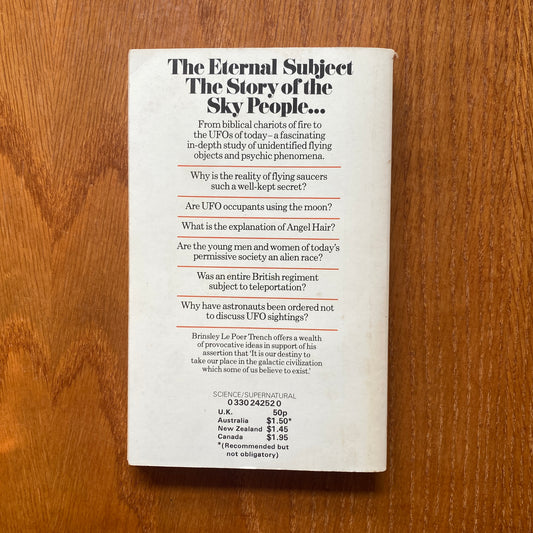 The Eternal Subject
The Story of the
Sky People...
From biblical chariots of fire to
the UFOs of today – a fascinating
in-depth study of unidentified flying
objects and psychic phenomena.
Why is the reality of flying saucers
such a well-kept secret?
Are UFO occupants using the moon?
What is the explanation of Angel Hair?
Are the young men and women of today's
permissive society an alien race?
Was an entire British regiment
subject to teleportation?
Why have astronauts been ordered not
to discuss UFO sightings?
Brinsley Le Poer Trench offers a wealth
of provocative ideas in support of his
assertion that 'It is our destiny to
take our place in the galactic civilization
which some of us believe to exist.'
SCIENCE/SUPERNATURAL
0 330 24252 0
U.K. 50p
Australia $1.50*
New Zealand $1.45
Canada $1.95
*(Recommended but
not obligatory)